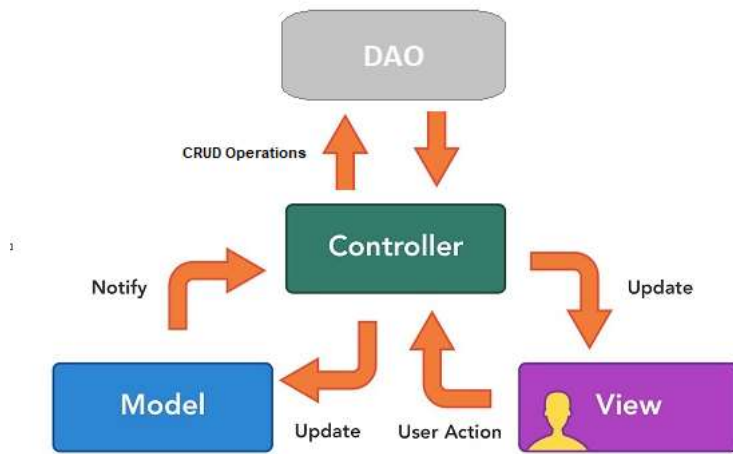 DAO
CRUD Operations
Controller
Notify
Update
Model
Update
User Action
View